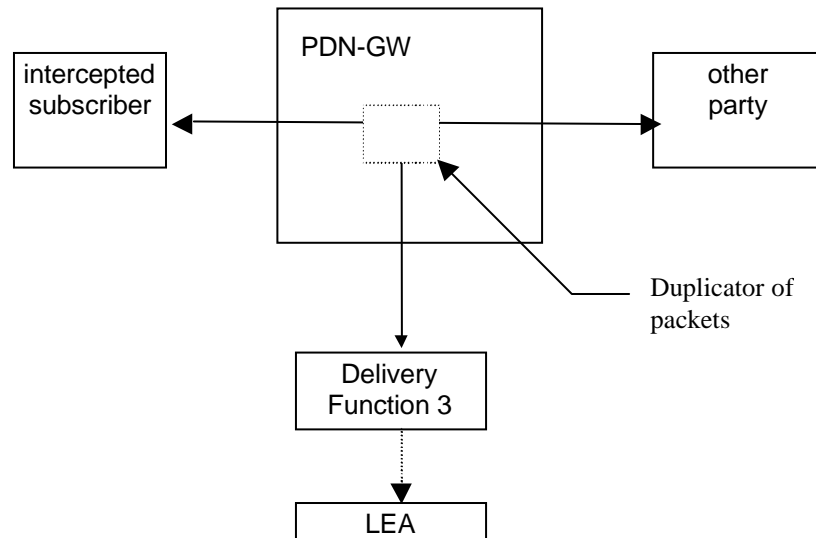 PDN-GW
intercepted
subscriber
other
party
Duplicator of
packets
Delivery
Function 3
LEA